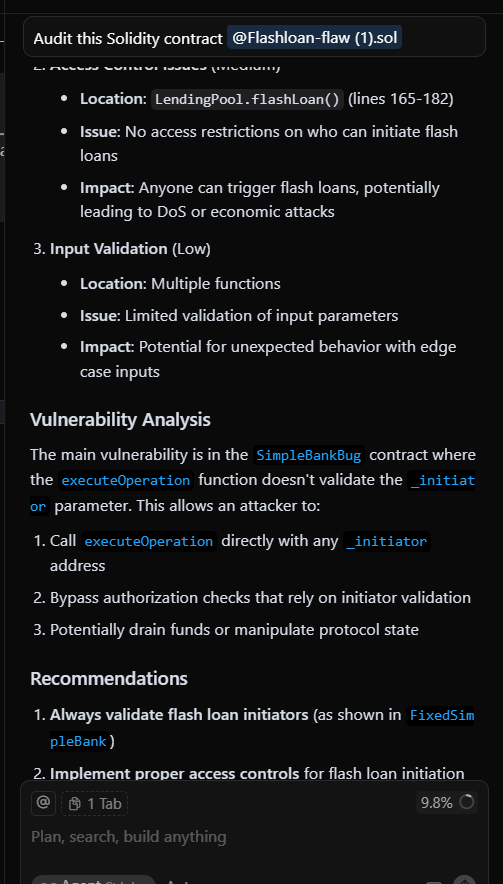 Audit this Solidity contract @Flashloan-flaw (1).sol
2. Access Control Issues (Medium)
• Location: LendingPool.flashLoan() (lines 165-182)
• Issue: No access restrictions on who can initiate flash
loans
• Impact: Anyone can trigger flash loans, potentially
leading to DoS or economic attacks
3. Input Validation (Low)
• Location: Multiple functions
• Issue: Limited validation of input parameters
• Impact: Potential for unexpected behavior with edge
case inputs
Vulnerability Analysis
The main vulnerability is in the SimpleBankBug contract where
the executeOperation function doesn't validate the _initiat
or parameter. This allows an attacker to:
1. Call executeOperation directly with any _initiator
address
2. Bypass authorization checks that rely on initiator validation
3. Potentially drain funds or manipulate protocol state
Recommendations
1. Always validate flash loan initiators (as shown in FixedSim
pleBank)
2. Implement proper access controls for flash loan initiation
@ 1 Tab 9.8%
Plan, search, build anything